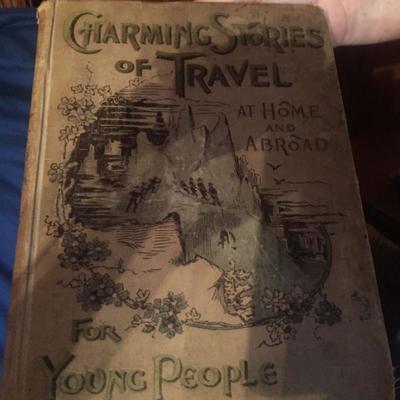 CHARMING STORIES
OF TRAVEL
AT HOME
AND
ABROAD
FOR
YOUNG PEOPLE